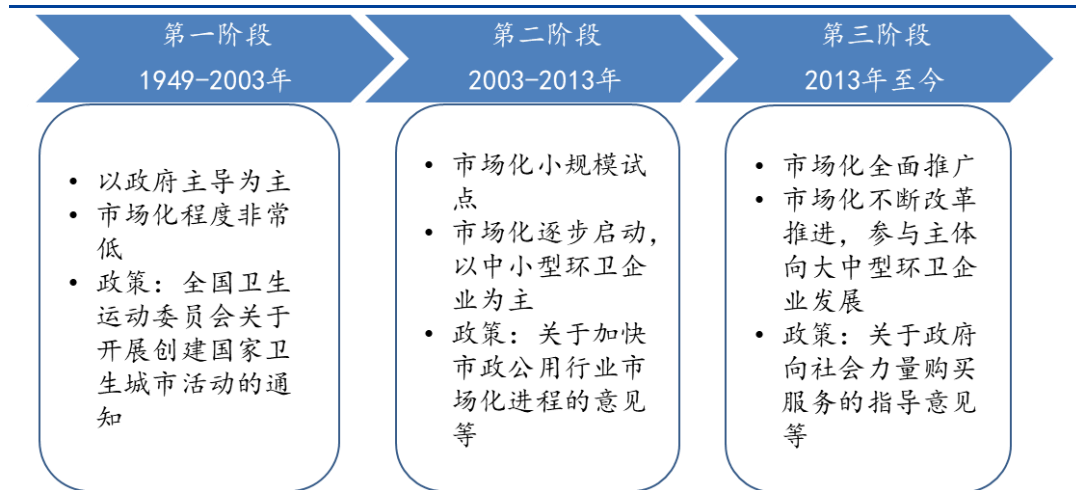 第一阶段
1949-2003年
第二阶段
2003-2013年
第三阶段
2013年至今
• 以政府主导为主
• 市场化程度非常
低
• 政策：全国卫生
运动委员会关于
开展创建国家卫
生城市活动的通
知
• 市场化小规模试
点
• 市场化逐步启动，
以中小型环卫企
业为主
• 政策：关于加快
市政公用行业市
场化进程的意见
等
• 市场化全面推广
• 市场化不断改革
推进，参与主体
向大中型环卫企
业发展
• 政策：关于政府
向社会力量购买
服务的指导意见
等